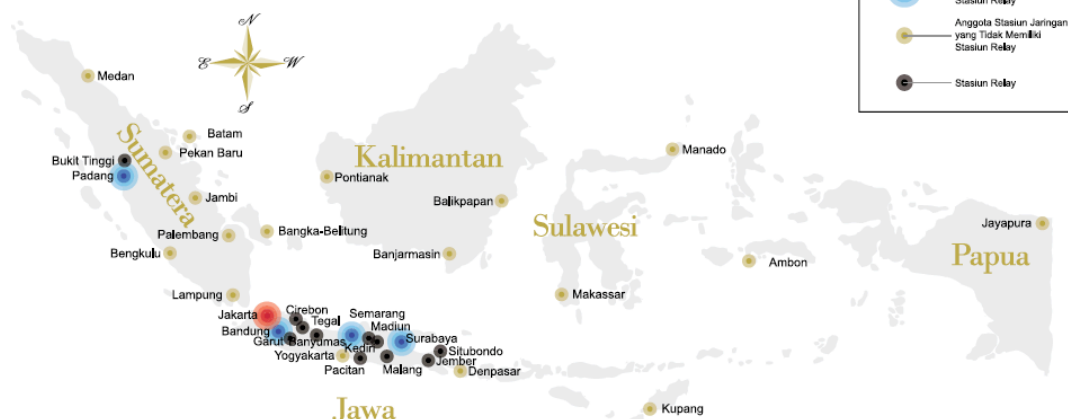 Stasiun Relay
Anggota Stasiun Jaringan
yang Tidak Memiliki
Stasiun Relay
Stasiun Relay
N
E
W
S
Medan
Batam
Pekan Baru
Bukit Tinggi
Padang
Sumatera
Jambi
Palembang
Bangka-Belitung
Bengkulu
Lampung
Kalimantan
Pontianak
Balikpapan
Banjarmasin
Manado
Sulawesi
Makassar
Ambon
Jayapura
Papua
Jakarta
Cirebon
Tegal
Semarang
Madiun
Bandung
Surabaya
Garut
Banyumas
Kediri
Situbondo
Yogyakarta
Pacitan
Malang
Jember
Denpasar
Jawa
Kupang